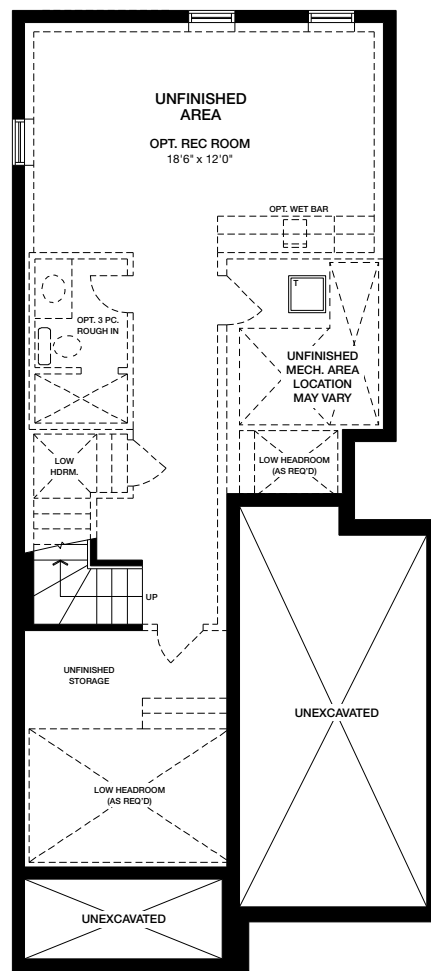 UNFINISHED
AREA
OPT. REC ROOM
18'6" x 12'0"
OPT. WET BAR
T
OPT. 3 PC.
ROUGH IN
UNFINISHED
MECH. AREA
LOCATION
MAY VARY
LOW
HDRM.
LOW HEADROOM
(AS REQ'D)
UP
UNFINISHED
STORAGE
UNEXCAVATED
LOW HEADROOM
(AS REQ'D)
UNEXCAVATED